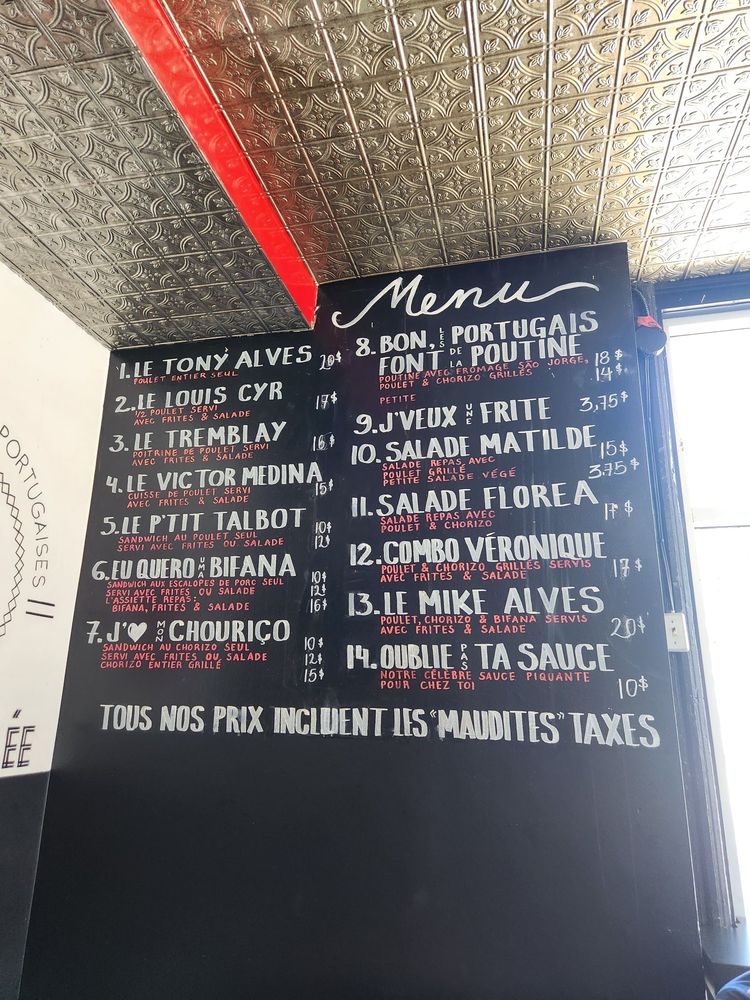 PORTUGAISES
ÉE
Menu
1. LE TONY ALVES 20$
POULET ENTIER SEUL
2. LE LOUIS CYR 17$
1/2 POULET SERVI
AVEC FRITES & SALADE
3. LE TREMBLAY 16$
POITRINE DE POULET SERVI
AVEC FRITES & SALADE
4. LE VICTOR MEDINA 15$
CUISSE DE POULET SERVI
AVEC FRITES & SALADE
5. LE P'TIT TALBOT
SANDWICH AU POULET SEUL 10$
SERVI AVEC FRITES OU SALADE 12$
6. EU QUERO UMA BIFANA
SANDWICH AUX ESCALOPES DE PORC SEUL 10$
SERVI AVEC FRITES OU SALADE 12$
L'ASSIETTE REPAS:
BIFANA, FRITES & SALADE 16$
7. J'♥ MON CHOURIÇO
SANDWICH AU CHORIZO SEUL 10$
SERVI AVEC FRITES OU SALADE 12$
CHORIZO ENTIER GRILLÉ 15$
8. BON, LES PORTUGAIS
FONT DE LA POUTINE
POUTINE AVEC FROMAGE SAO JORGE, 18$
POULET & CHORIZO GRILLÉS 14$
PETITE
9. J'VEUX UNE FRITE 3,75$
10. SALADE MATILDE
SALADE REPAS AVEC 15$
POULET GRILLÉ
PETITE SALADE VÉGÉ 3.75$
11. SALADE FLOREA
SALADE REPAS AVEC 17$
POULET & CHORIZO
12. COMBO VÉRONIQUE
POULET & CHORIZO GRILLÉS SERVIS
AVEC FRITES & SALADE 17$
13. LE MIKE ALVES
POULET, CHORIZO & BIFANA SERVIS
AVEC FRITES & SALADE 20$
14. OUBLIE PAS TA SAUCE
NOTRE CÉLÈBRE SAUCE PIQUANTE
POUR CHEZ TOI 10$
TOUS NOS PRIX INCLUENT LES "MAUDITES" TAXES